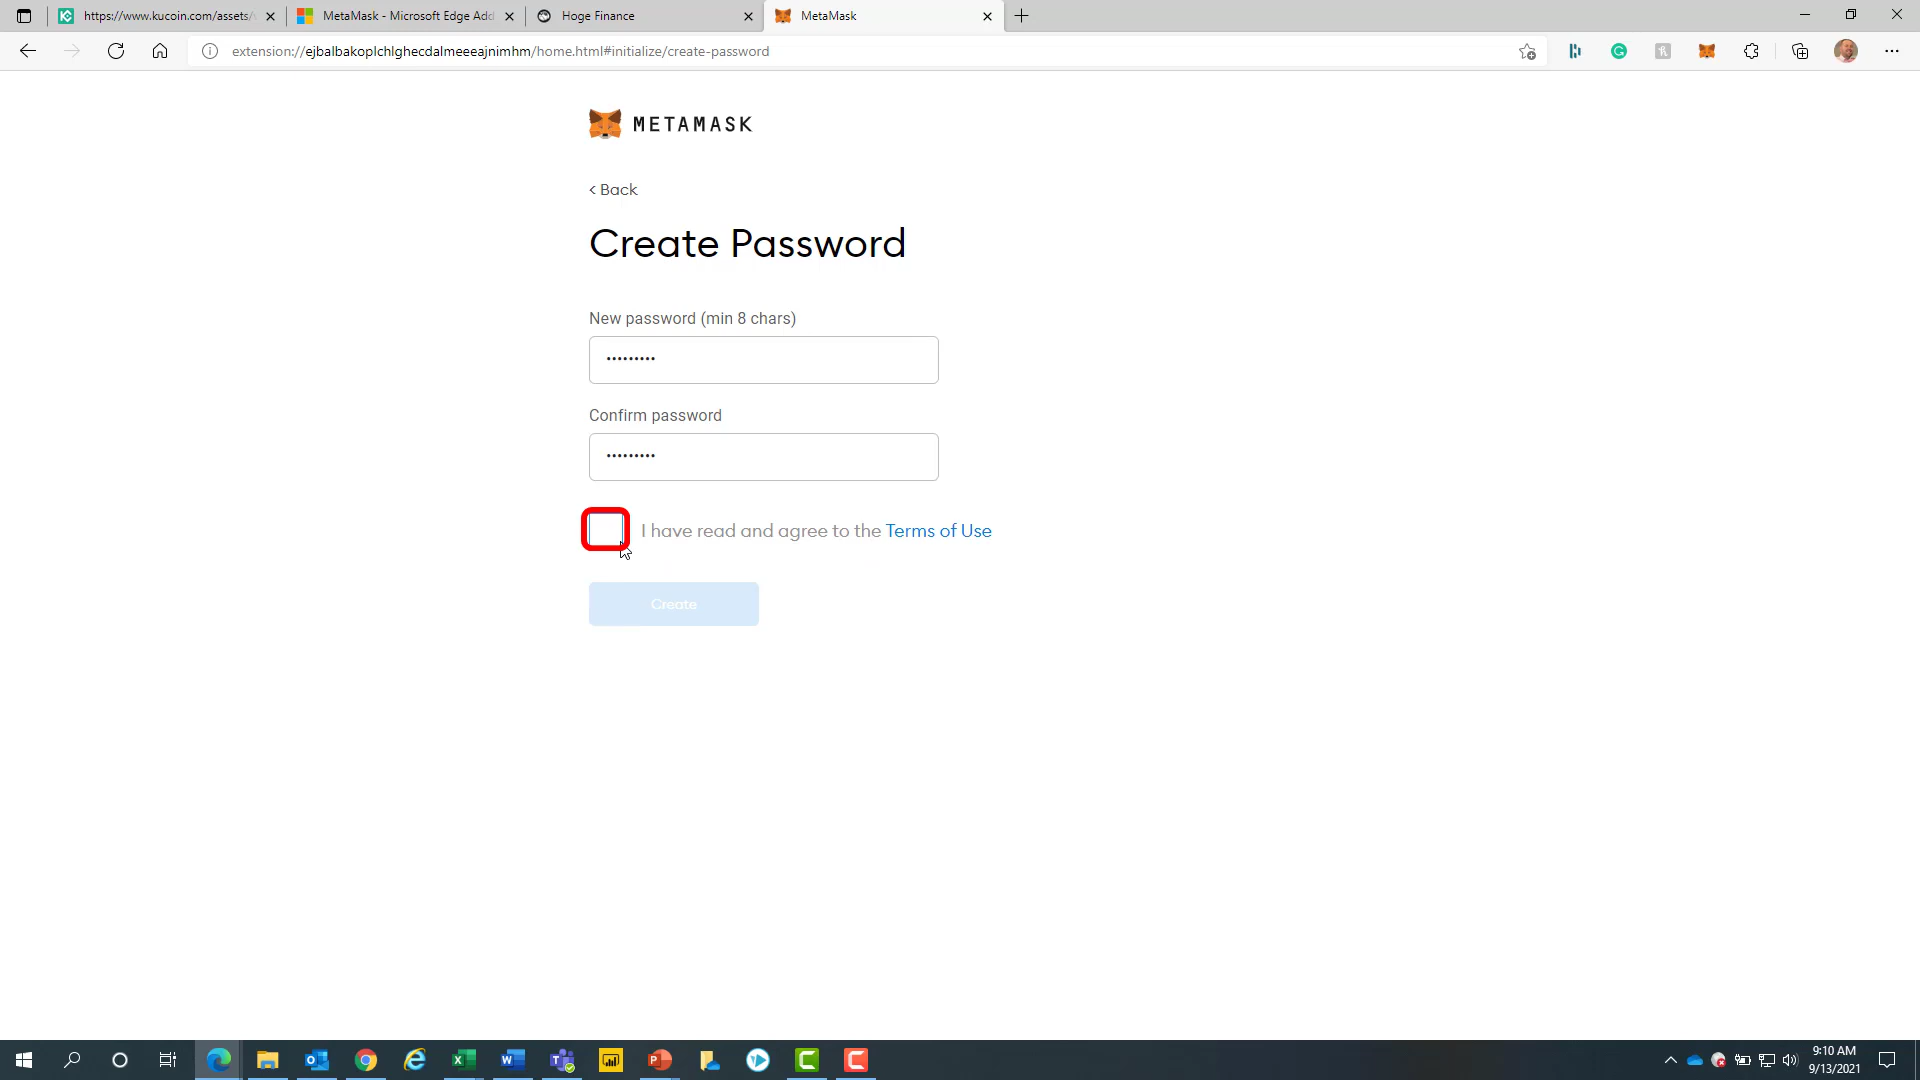 https://www.kucoin.com/assets/
MetaMask - Microsoft Edge Add
Hoge Finance
MetaMask
extension://ejbalbakoplchlghecdalmeeeajnimhm/home.html#initialize/create-password
METAMASK
< Back
Create Password
New password (min 8 chars)
•••••••••
Confirm password
•••••••••
I have read and agree to the Terms of Use
Create
9:10 AM
9/13/2021